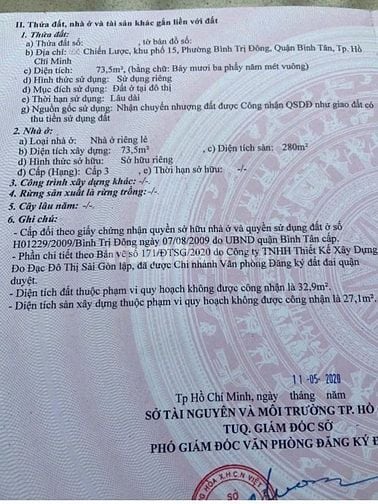 II. Thửa đất, nhà ở và tài sản khác gắn liền với đất
1. Thửa đất:
a) Thửa đất số: , tờ bản đồ số:
b) Địa chỉ: Chiến Lược, khu phố 15, Phường Bình Trị Đông, Quận Bình Tân, Tp. Hồ
Chí Minh
c) Diện tích: 73,5m², (bằng chữ: Bảy mươi ba phẩy năm mét vuông)
d) Hình thức sử dụng: Sử dụng riêng
đ) Mục đích sử dụng: Đất ở tại đô thị
e) Thời hạn sử dụng: Lâu dài
g) Nguồn gốc sử dụng: Nhận chuyển nhượng đất được Công nhận QSDĐ như giao đất có
thu tiền sử dụng đất
2. Nhà ở:
a) Loại nhà ở: Nhà ở riêng lẻ
b) Diện tích xây dựng: 73,5m² , c) Diện tích sàn: 280m²
d) Hình thức sở hữu: Sở hữu riêng
đ) Cấp (Hạng): Cấp 3 , e) Thời hạn sở hữu: -/-
3. Công trình xây dựng khác: -/-
4. Rừng sản xuất là rừng trồng: -/-
5. Cây lâu năm: -/-
6. Ghi chú:
- Cấp đổi theo giấy chứng nhận quyền sở hữu nhà ở và quyền sử dụng đất ở số
H01229/2009/Bình Trị Đông ngày 07/08/2009 do UBND quận Bình Tân cấp.
- Phần chi tiết theo Bản vẽ số 171/ĐTSG/2020 do Công ty TNHH Thiết Kế Xây Dựng
Đo Đạc Đô Thị Sài Gòn lập, đã được Chi nhánh Văn phòng Đăng ký đất đai quận
duyệt.
- Diện tích đất thuộc phạm vi quy hoạch không được công nhận là 32,9m².
- Diện tích sàn xây dựng thuộc phạm vi quy hoạch không được công nhận là 27,1m².
11-05-2020
Tp Hồ Chí Minh, ngày tháng năm
SỞ TÀI NGUYÊN VÀ MÔI TRƯỜNG TP. HỒ
TUQ. GIÁM ĐỐC SỞ
PHÓ GIÁM ĐỐC VĂN PHÒNG ĐĂNG KÝ Đ
HÒA X.H.C.N VIỆT
SỞ